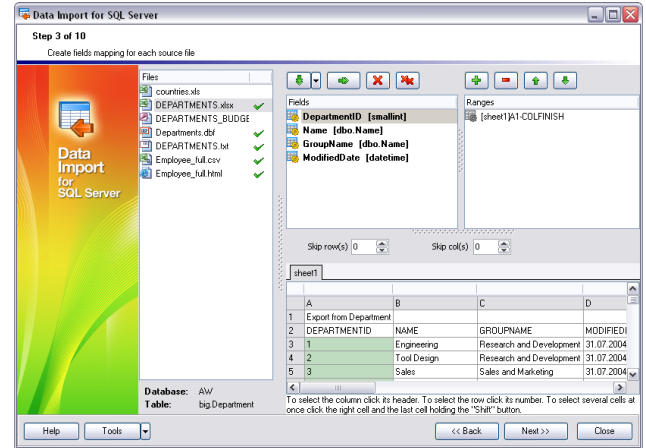 Data Import for SQL Server
Step 3 of 10
Create fields mapping for each source file
Data
Import
for
SQL Server
Files
countries.xls
DEPARTMENTS.xlsx
DEPARTMENTS_BUDGE
Departments.dbf
DEPARTMENTS.txt
Employee_full.csv
Employee_full.html
Database: AW
Table: big.Department
Fields
DepartmentID [smallint]
Name [dbo.Name]
GroupName [dbo.Name]
ModifiedDate [datetime]
Ranges
[sheet1]A1-COLFINISH
Skip row(s) 0 Skip col(s) 0
sheet1
A B C D
1 Export from Department
2 DEPARTMENTID NAME GROUPNAME MODIFIEDI
3 1 Engineering Research and Development 31.07.2004
4 2 Tool Design Research and Development 31.07.2004
5 3 Sales Sales and Marketing 31.07.2004
To select the column click its header. To select the row click its number. To select several cells at
once click the right cell and the last cell holding the "Shift" button.
Help Tools << Back Next >> Close